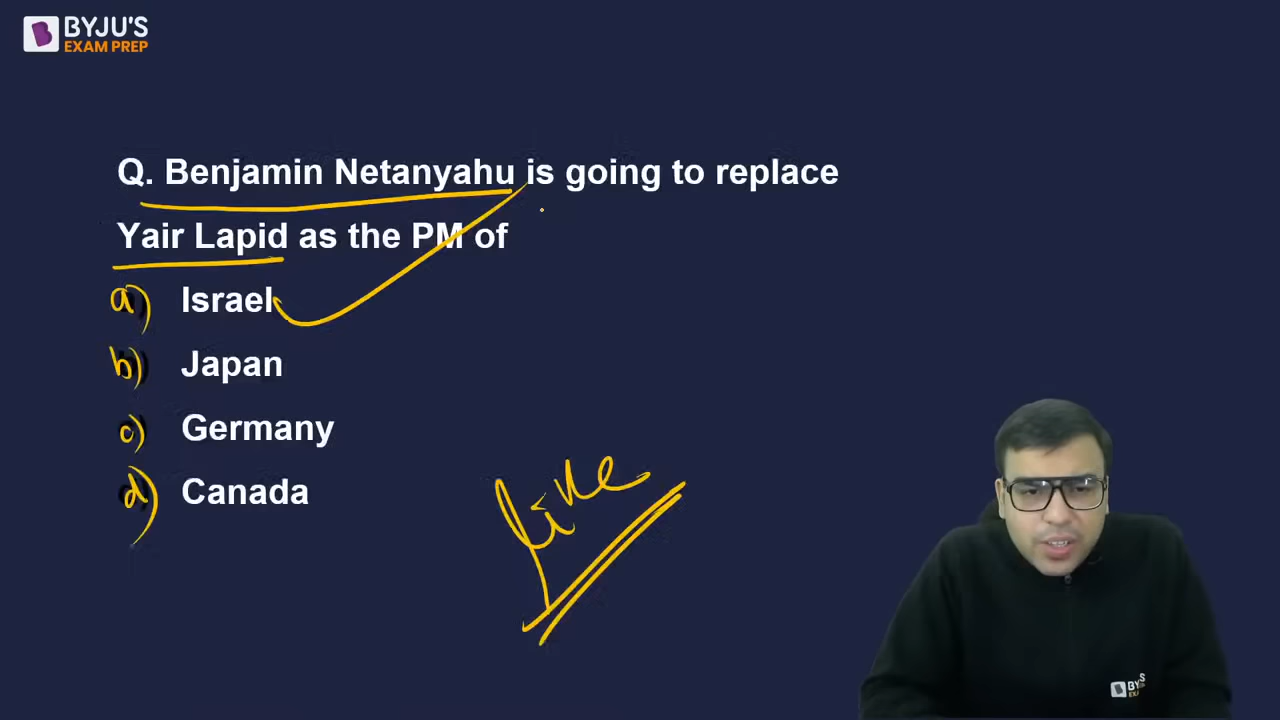 BYJU'S
EXAM PREP
Q. Benjamin Netanyahu is going to replace
Yair Lapid as the PM of
a) Israel
b) Japan
c) Germany
d) Canada
like